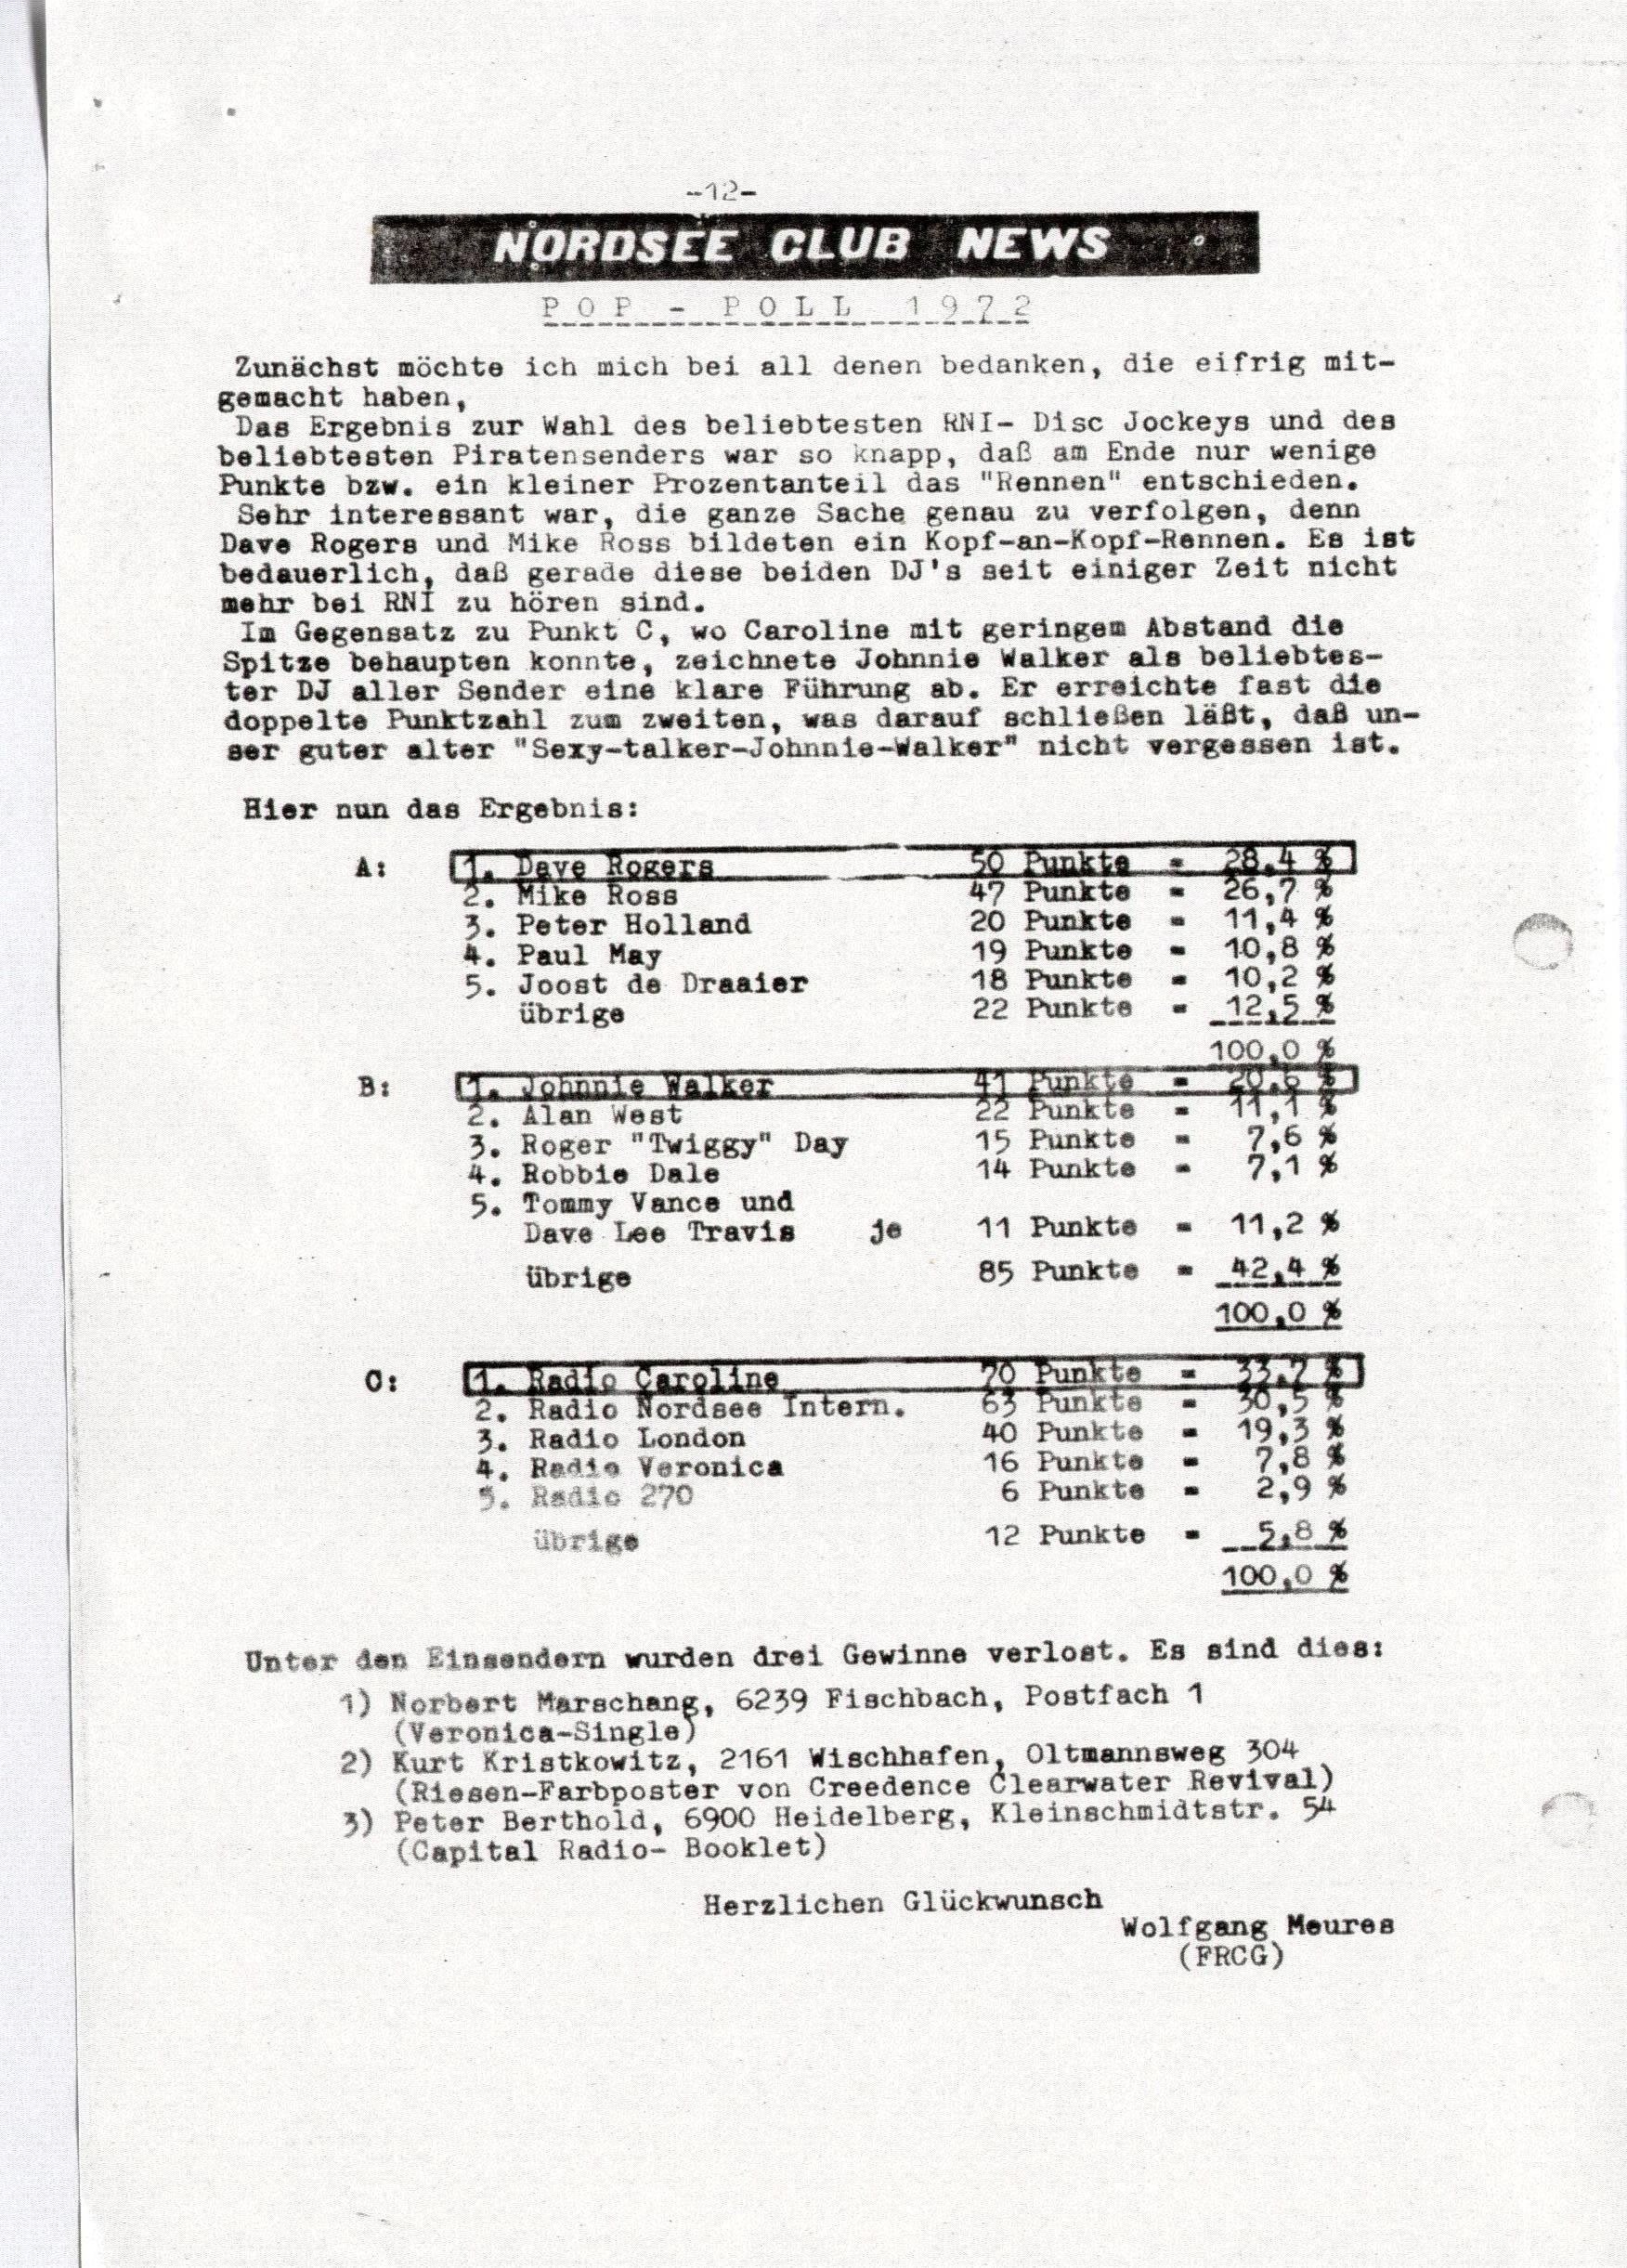 -12-
NORDSEE CLUB NEWS
POP - POLL 1972
Zunächst möchte ich mich bei all denen bedanken, die eifrig mit-
gemacht haben,
Das Ergebnis zur Wahl des beliebtesten RNI- Disc Jockeys und des
beliebtesten Piratensenders war so knapp, daß am Ende nur wenige
Punkte bzw. ein kleiner Prozentanteil das "Rennen" entschieden.
Sehr interessant war, die ganze Sache genau zu verfolgen, denn
Dave Rogers und Mike Ross bildeten ein Kopf-an-Kopf-Rennen. Es ist
bedauerlich, daß gerade diese beiden DJ's seit einiger Zeit nicht
mehr bei RNI zu hören sind.
Im Gegensatz zu Punkt C, wo Caroline mit geringem Abstand die
Spitze behaupten konnte, zeichnete Johnnie Walker als beliebtes-
ter DJ aller Sender eine klare Führung ab. Er erreichte fast die
doppelte Punktzahl zum zweiten, was darauf schließen läßt, daß un-
ser guter alter "Sexy-talker-Johnnie-Walker" nicht vergessen ist.
Hier nun das Ergebnis:
A: 1. Dave Rogers 50 Punkte = 28,4 %
2. Mike Ross 47 Punkte = 26,7 %
3. Peter Holland 20 Punkte = 11,4 %
4. Paul May 19 Punkte = 10,8 %
5. Joost de Draaier 18 Punkte = 10,2 %
übrige 22 Punkte = 12,5 %
100,0 %
B: 1. Johnnie Walker 41 Punkte = 20,6 %
2. Alan West 22 Punkte = 11,1 %
3. Roger "Twiggy" Day 15 Punkte = 7,6 %
4. Robbie Dale 14 Punkte = 7,1 %
5. Tommy Vance und
Dave Lee Travis je 11 Punkte = 11,2 %
übrige 85 Punkte = 42,4 %
100,0 %
C: 1. Radio Caroline 70 Punkte = 33,7 %
2. Radio Nordsee Intern. 63 Punkte = 30,5 %
3. Radio London 40 Punkte = 19,3 %
4. Radio Veronica 16 Punkte = 7,8 %
5. Radio 270 6 Punkte = 2,9 %
übrige 12 Punkte = 5,8 %
100,0 %
Unter den Einsendern wurden drei Gewinne verlost. Es sind dies:
1) Norbert Marschang, 6239 Fischbach, Postfach 1
(Veronica-Single)
2) Kurt Kristkowitz, 2161 Wischhafen, Oltmannsweg 304
(Riesen-Farbposter von Creedence Clearwater Revival)
3) Peter Berthold, 6900 Heidelberg, Kleinschmidtstr. 54
(Capital Radio- Booklet)
Herzlichen Glückwunsch
Wolfgang Meures
(FRCG)